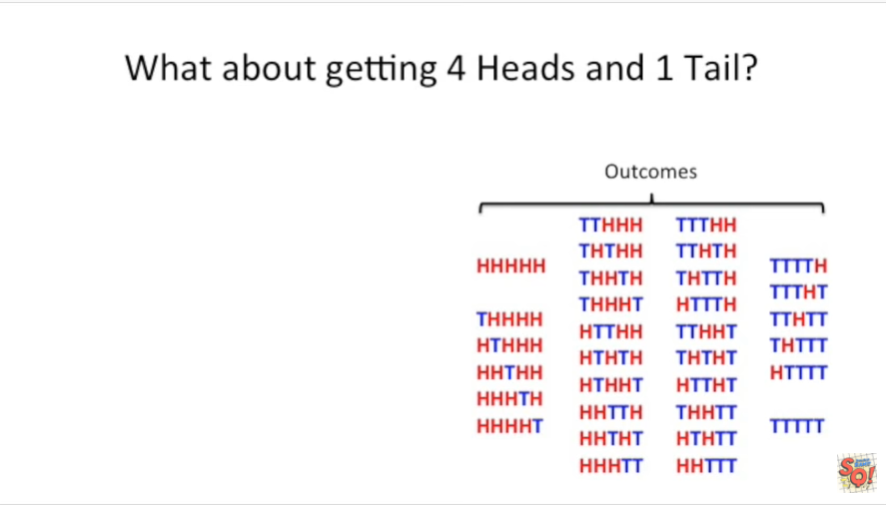 What about getting 4 Heads and 1 Tail?
Outcomes
HHHHH
THHHH
HTHHH
HHTHH
HHHTH
HHHHT
TTHHH
THTHH
THHTH
THHHT
HTTHH
HTHTH
HTHHT
HHTTH
HHTHT
HHHTT
TTTHH
TTHTH
THTTH
HTTTH
TTHHT
THTHT
HTTHT
THHTT
HTHTT
HHTTT
TTTTH
TTTHT
TTHTT
THTTT
HTTTT
TTTTT
SQ!